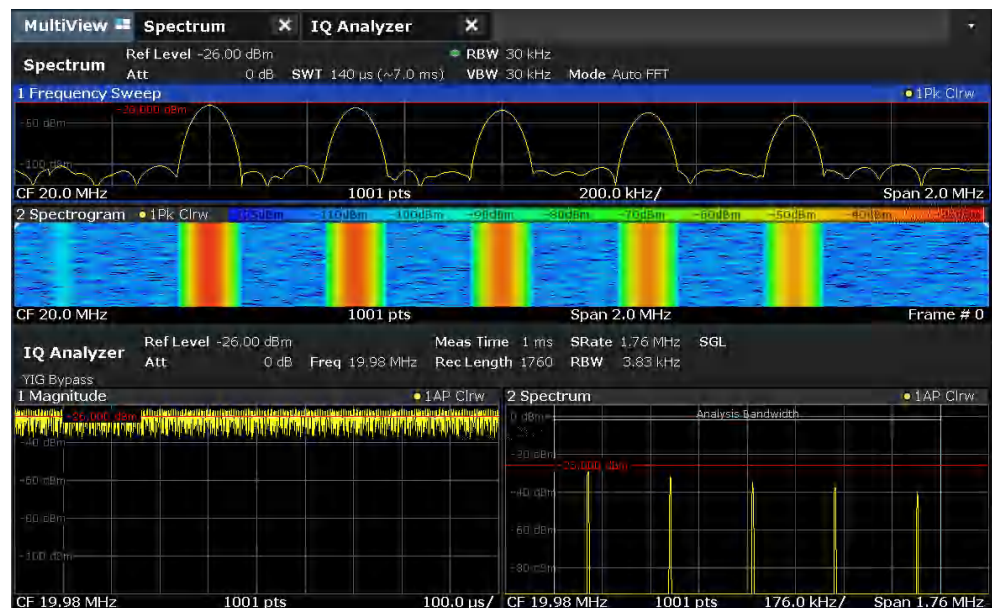 MultiView Spectrum X IQ Analyzer X
Spectrum Ref Level -26.00 dBm RBW 30 kHz
Att 0 dB SWT 140 µs (~7.0 ms) VBW 30 kHz Mode Auto FFT
1 Frequency Sweep 1Pk Clrw
-26.000 dBm
-50 dBm
-100 dBm
CF 20.0 MHz 1001 pts 200.0 kHz/ Span 2.0 MHz
2 Spectrogram 1Pk Clrw -110dBm -100dBm -90dBm -80dBm -70dBm -60dBm -50dBm -40dBm
CF 20.0 MHz 1001 pts Span 2.0 MHz Frame # 0
IQ Analyzer Ref Level -26.00 dBm Meas Time 1 ms SRate 1.76 MHz SGL
Att 0 dB Freq 19.98 MHz Rec Length 1760 RBW 3.83 kHz
YIG Bypass
1 Magnitude 1AP Clrw
-26.000 dBm
-40 dBm
-60 dBm
-80 dBm
-100 dBm
CF 19.98 MHz 1001 pts 100.0 µs/
2 Spectrum 1AP Clrw
0 dBm Analysis Bandwidth
-20 dBm
-26.000 dBm
-40 dBm
-60 dBm
-80 dBm
CF 19.98 MHz 1001 pts 176.0 kHz/ Span 1.76 MHz